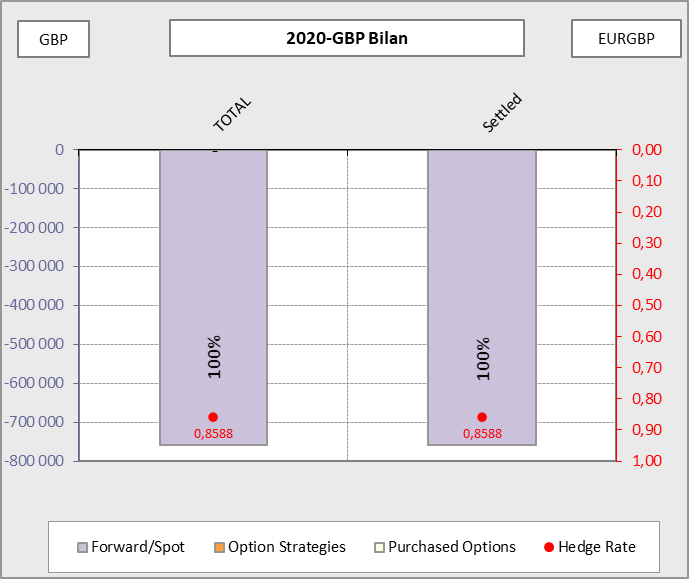 GBP
2020-GBP Bilan
EURGBP
TOTAL
Settled
0
0,00
-100 000
0,10
-200 000
0,20
-300 000
0,30
-400 000
0,40
-500 000
0,50
-600 000
0,60
-700 000
0,70
-800 000
0,80
0,90
1,00
-
100%
100%
0,8588
0,8588
Forward/Spot
Option Strategies
Purchased Options
Hedge Rate